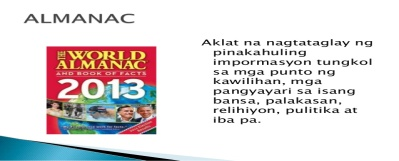 ALMANAC
Aklat na nagtataglay ng
pinakahuling
impormasyon tungkol
sa mga punto ng
kawilihan, mga
pangyayari sa isang
bansa, palakasan,
relihiyon, pulitika at
iba pa.
THE WORLD
ALMANAC
AND BOOK OF FACTS
2013